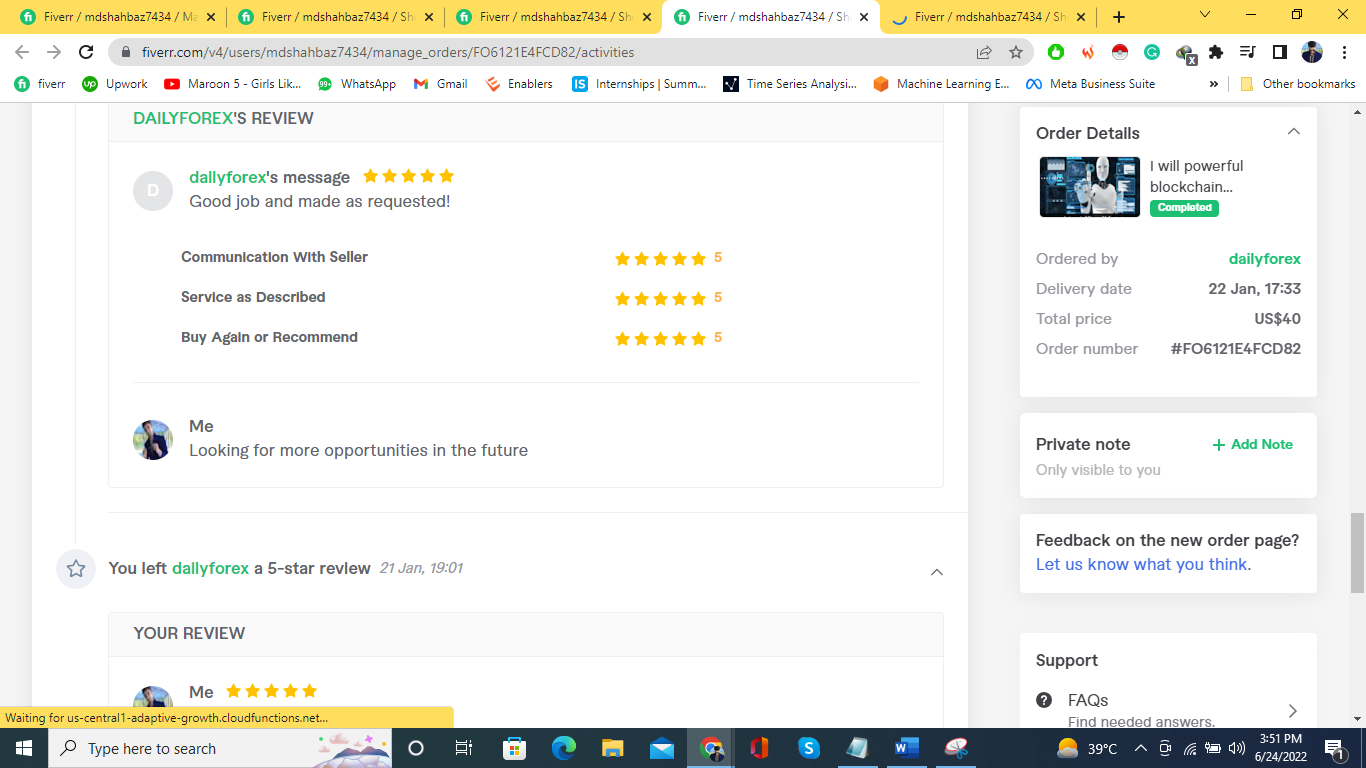 Fiverr / mdshahbaz7434 / Ma
Fiverr / mdshahbaz7434 / Sho
Fiverr / mdshahbaz7434 / Sho
Fiverr / mdshahbaz7434 / Sho
Fiverr / mdshahbaz7434 / Sho
fiverr.com/v4/users/mdshahbaz7434/manage_orders/FO6121E4FCD82/activities
fiverr
Upwork
Maroon 5 - Girls Lik...
WhatsApp
Gmail
Enablers
Internships | Summ...
Time Series Analysi...
Machine Learning E...
Meta Business Suite
»
Other bookmarks
DAILYFOREX'S REVIEW
D
dailyforex's message
Good job and made as requested!
Communication With Seller 5
Service as Described 5
Buy Again or Recommend 5
Me
Looking for more opportunities in the future
You left dailyforex a 5-star review 21 Jan, 19:01
YOUR REVIEW
Me
Order Details
I will powerful
blockchain...
Completed
Ordered by dailyforex
Delivery date 22 Jan, 17:33
Total price US$40
Order number #FO6121E4FCD82
Private note + Add Note
Only visible to you
Feedback on the new order page?
Let us know what you think.
Support
FAQs
Find needed answers.
Waiting for us-central1-adaptive-growth.cloudfunctions.net...
Type here to search
39°C
3:51 PM
6/24/2022
1